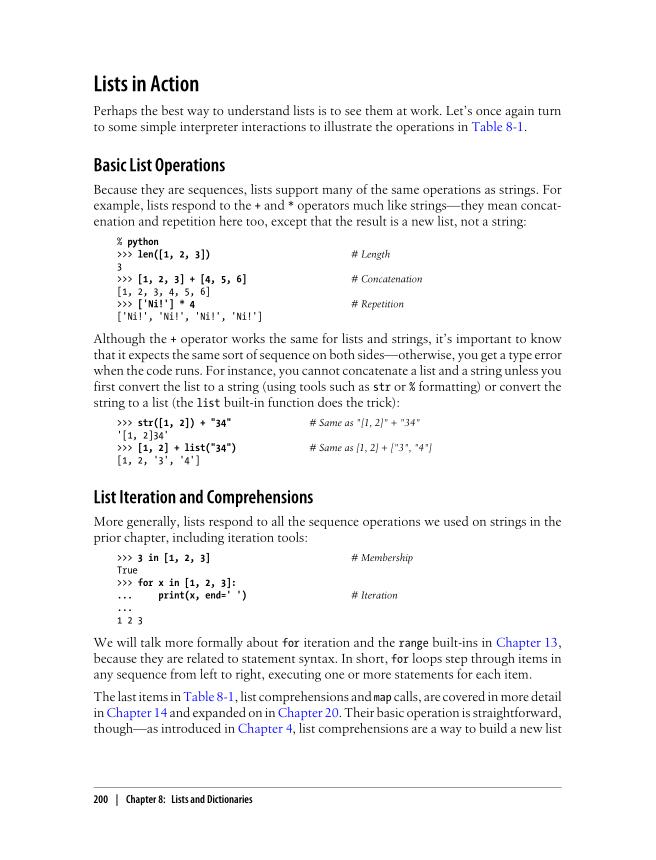 Lists in Action
Perhaps the best way to understand lists is to see them at work. Let’s once again turn
to some simple interpreter interactions to illustrate the operations in Table 8-1.
Basic List Operations
Because they are sequences, lists support many of the same operations as strings. For
example, lists respond to the + and * operators much like strings—they mean concat-
enation and repetition here too, except that the result is a new list, not a string:
% python
>>> len([1, 2, 3]) # Length
3
>>> [1, 2, 3] + [4, 5, 6] # Concatenation
[1, 2, 3, 4, 5, 6]
>>> ['Ni!'] * 4 # Repetition
['Ni!', 'Ni!', 'Ni!', 'Ni!']
Although the + operator works the same for lists and strings, it’s important to know
that it expects the same sort of sequence on both sides—otherwise, you get a type error
when the code runs. For instance, you cannot concatenate a list and a string unless you
first convert the list to a string (using tools such as str or % formatting) or convert the
string to a list (the list built-in function does the trick):
>>> str([1, 2]) + "34" # Same as "[1, 2]" + "34"
'[1, 2]34'
>>> [1, 2] + list("34") # Same as [1, 2] + ["3", "4"]
[1, 2, '3', '4']
List Iteration and Comprehensions
More generally, lists respond to all the sequence operations we used on strings in the
prior chapter, including iteration tools:
>>> 3 in [1, 2, 3] # Membership
True
>>> for x in [1, 2, 3]:
... print(x, end=' ') # Iteration
...
1 2 3
We will talk more formally about for iteration and the range built-ins in Chapter 13,
because they are related to statement syntax. In short, for loops step through items in
any sequence from left to right, executing one or more statements for each item.
The last items in Table 8-1, list comprehensions and map calls, are covered in more detail
in Chapter 14 and expanded on in Chapter 20. Their basic operation is straightforward,
though—as introduced in Chapter 4, list comprehensions are a way to build a new list
200 | Chapter 8: Lists and Dictionaries